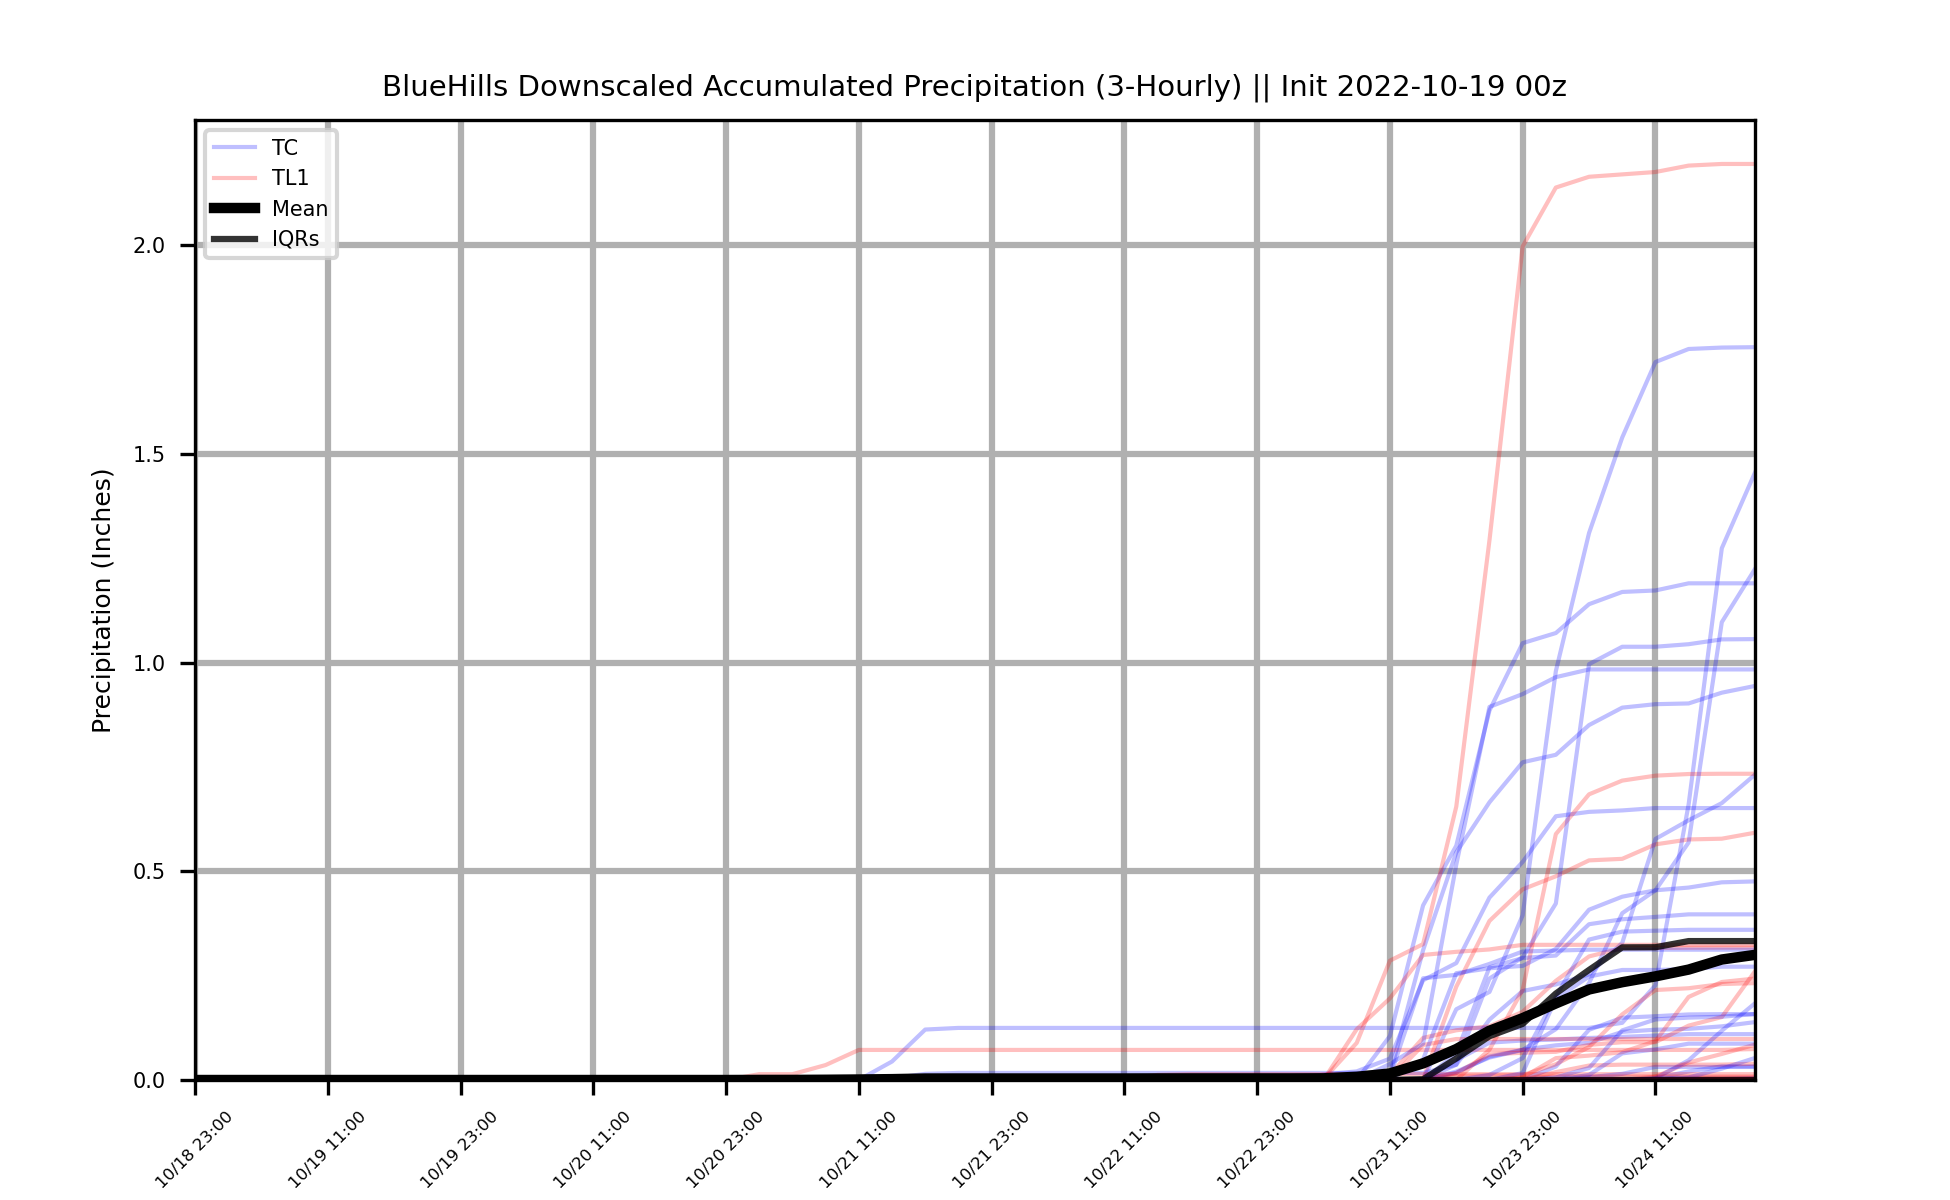 BlueHills Downscaled Accumulated Precipitation (3-Hourly) || Init 2022-10-19 00z
TC
TL1
Mean
IQRs
Precipitation (Inches)
2.0
1.5
1.0
0.5
0.0
10/18 23:00
10/19 11:00
10/19 23:00
10/20 11:00
10/20 23:00
10/21 11:00
10/21 23:00
10/22 11:00
10/22 23:00
10/23 11:00
10/23 23:00
10/24 11:00